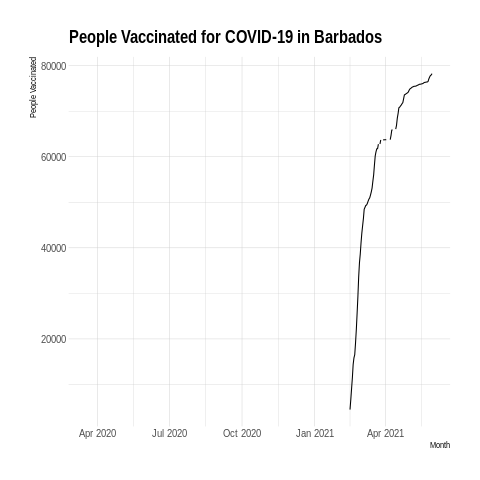 People Vaccinated for COVID-19 in Barbados
People Vaccinated
80000
60000
40000
20000
Apr 2020 Jul 2020 Oct 2020 Jan 2021 Apr 2021
Month